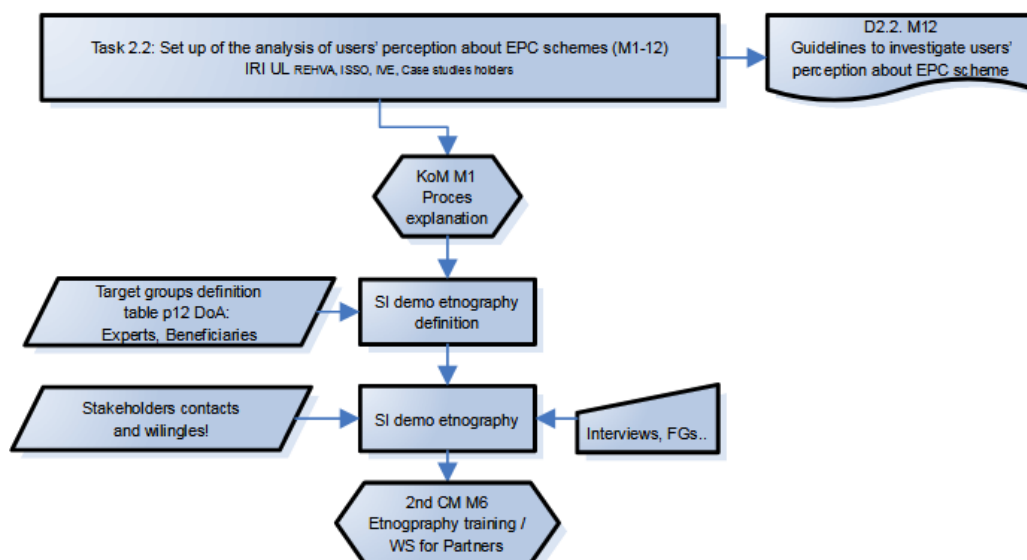 Task 2.2: Set up of the analysis of users' perception about EPC schemes (M1-12)
IRI UL REHVA, ISSO, IVE, Case studies holders
D2.2. M12
Guidelines to investigate users'
perception about EPC scheme
KoM M1
Proces
explanation
Target groups definition
table p12 DoA:
Experts, Beneficiaries
SI demo etnography
definition
Stakeholders contacts
and wilingles!
SI demo etnography
Interviews, FGs..
2nd CM M6
Etnogpraphy training /
WS for Partners